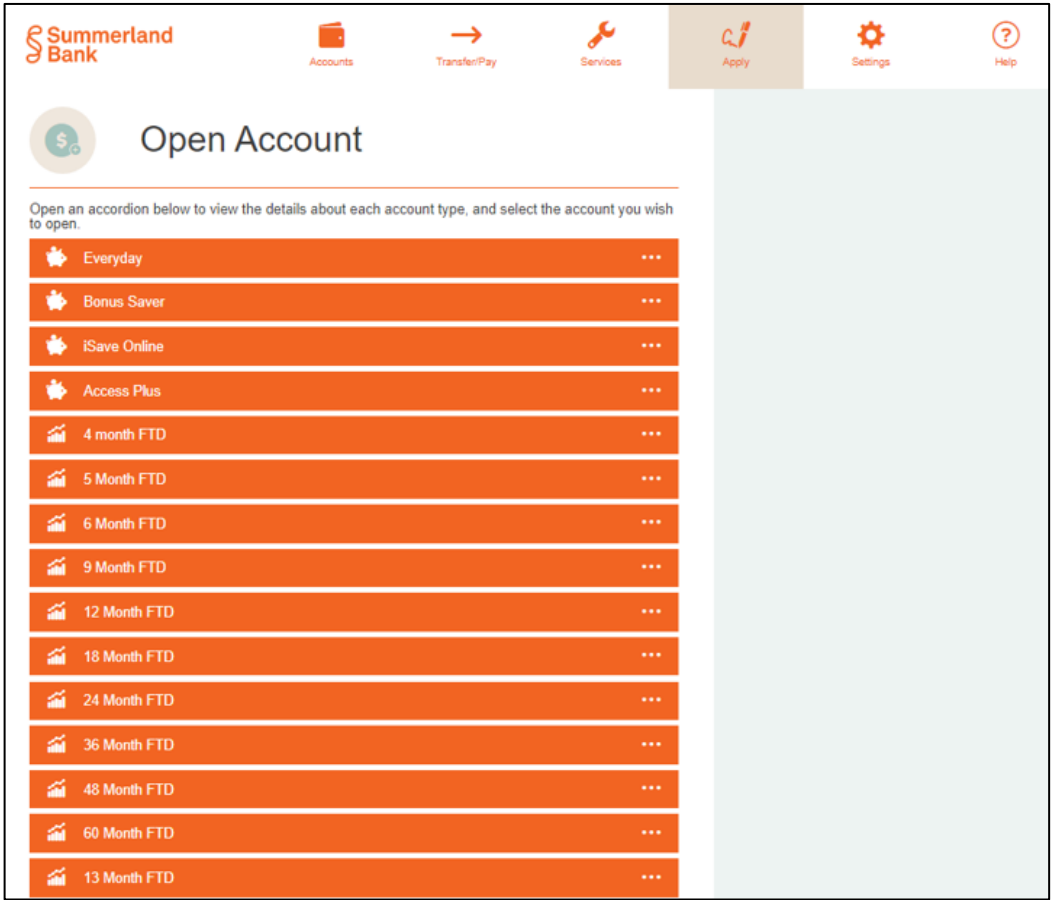 Summerland
Bank
Accounts
Transfer/Pay
Services
Apply
Settings
?
Help
$
Open Account
Open an accordion below to view the details about each account type, and select the account you wish
to open.
Everyday
Bonus Saver
iSave Online
Access Plus
4 month FTD
5 Month FTD
6 Month FTD
9 Month FTD
12 Month FTD
18 Month FTD
24 Month FTD
36 Month FTD
48 Month FTD
60 Month FTD
13 Month FTD